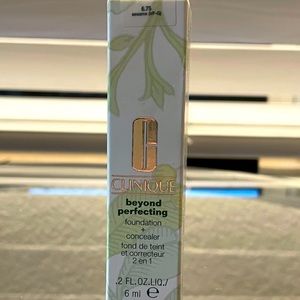 6.75
CLINIQUE
beyond
perfecting
foundation
+
concealer
fond de teint
et correcteur
2 en 1
.2 FL.OZ.LIQ./
6 ml e